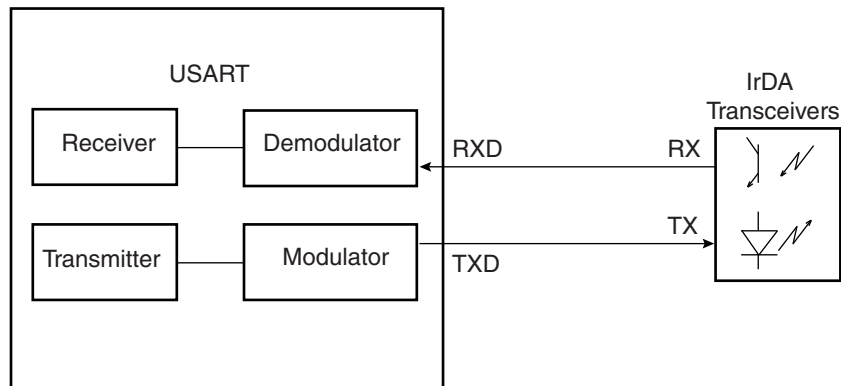 USART
IrDA
Transceivers
Receiver
Demodulator
RXD
RX
Transmitter
Modulator
TXD
TX